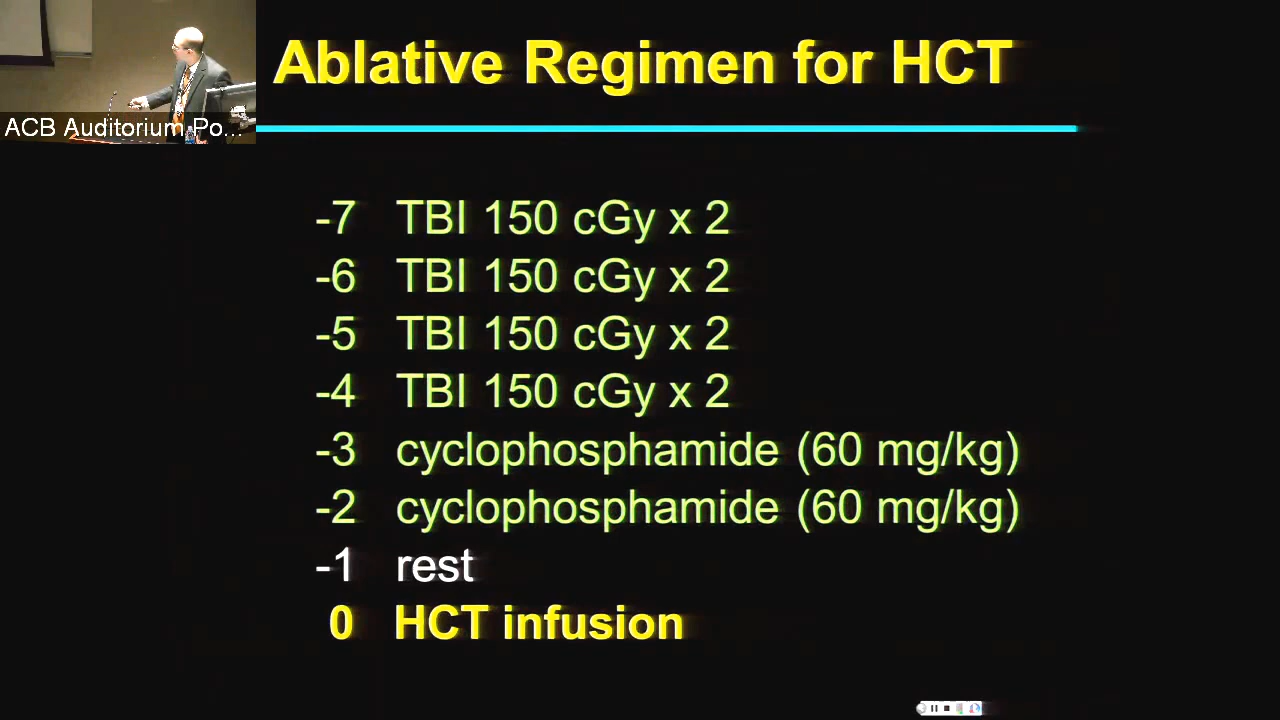 Ablative Regimen for HCT
ACB Auditorium Po...
-7 TBI 150 cGy x 2
-6 TBI 150 cGy x 2
-5 TBI 150 cGy x 2
-4 TBI 150 cGy x 2
-3 cyclophosphamide (60 mg/kg)
-2 cyclophosphamide (60 mg/kg)
-1 rest
0 HCT infusion